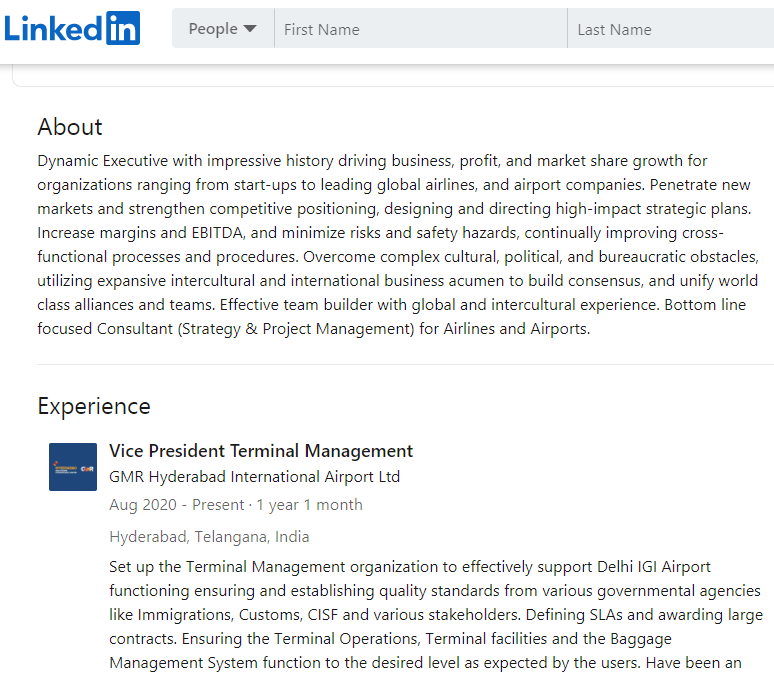 LinkedIn People First Name Last Name
About
Dynamic Executive with impressive history driving business, profit, and market share growth for
organizations ranging from start-ups to leading global airlines, and airport companies. Penetrate new
markets and strengthen competitive positioning, designing and directing high-impact strategic plans.
Increase margins and EBITDA, and minimize risks and safety hazards, continually improving cross-
functional processes and procedures. Overcome complex cultural, political, and bureaucratic obstacles,
utilizing expansive intercultural and international business acumen to build consensus, and unify world
class alliances and teams. Effective team builder with global and intercultural experience. Bottom line
focused Consultant (Strategy & Project Management) for Airlines and Airports.
Experience
Vice President Terminal Management
GMR Hyderabad International Airport Ltd
Aug 2020 - Present · 1 year 1 month
Hyderabad, Telangana, India
Set up the Terminal Management organization to effectively support Delhi IGI Airport
functioning ensuring and establishing quality standards from various governmental agencies
like Immigrations, Customs, CISF and various stakeholders. Defining SLAs and awarding large
contracts. Ensuring the Terminal Operations, Terminal facilities and the Baggage
Management System function to the desired level as expected by the users. Have been an